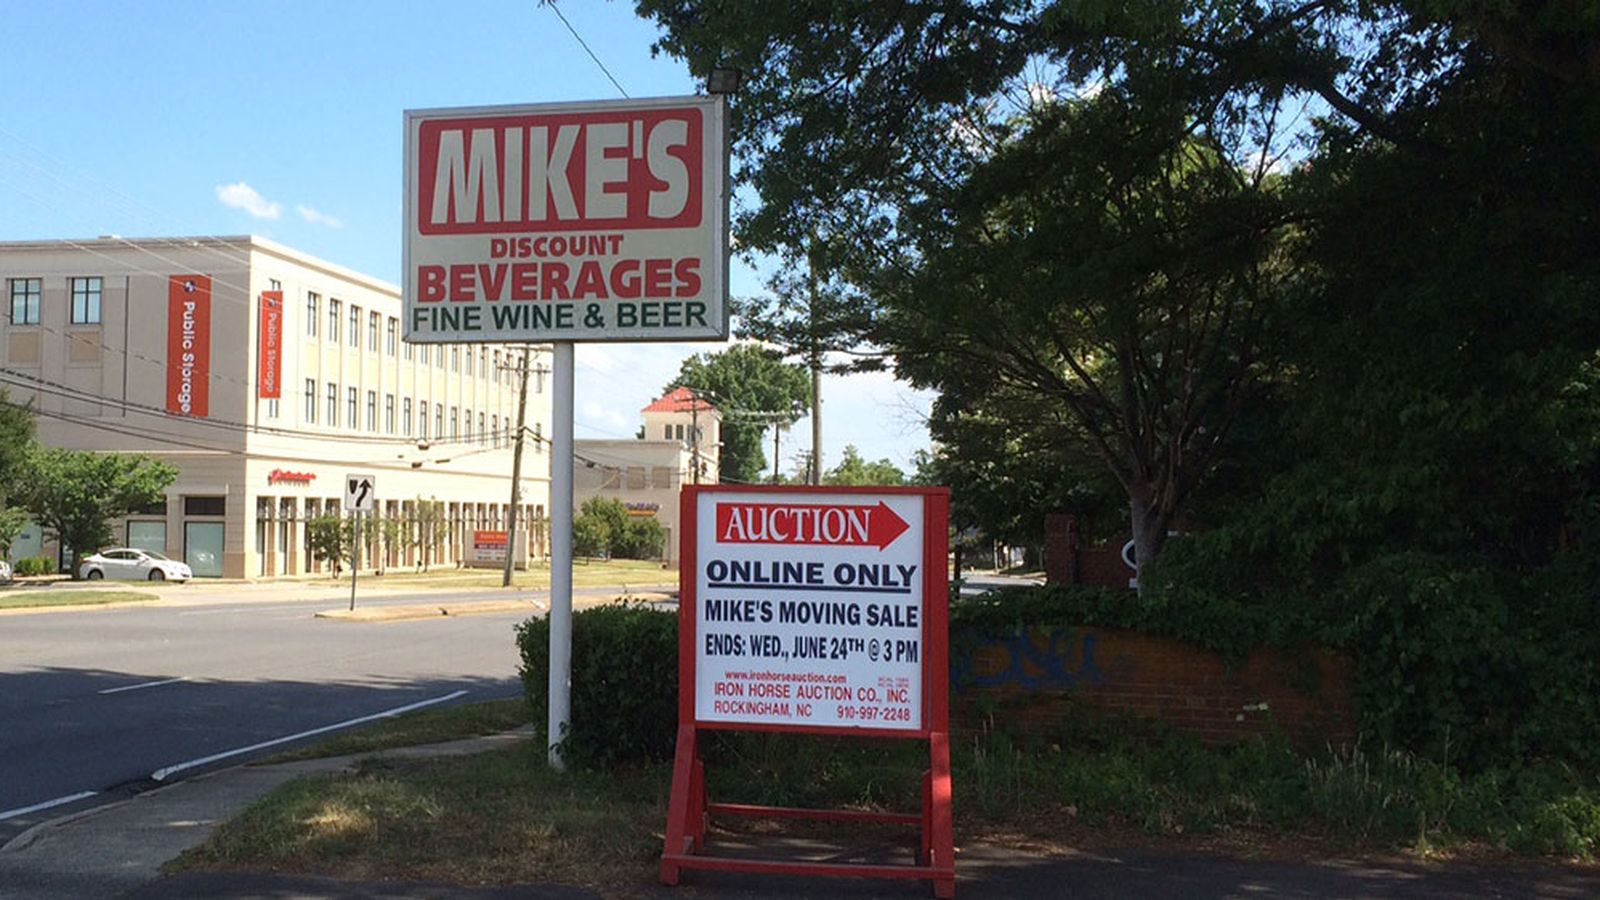 MIKE'S
DISCOUNT
BEVERAGES
FINE WINE & BEER
Public Storage
Public Storage
AUCTION
ONLINE ONLY
MIKE'S MOVING SALE
ENDS: WED., JUNE 24TH @ 3 PM
www.ironhorseauction.com
IRON HORSE AUCTION CO., INC.
ROCKINGHAM, NC 910-997-2248